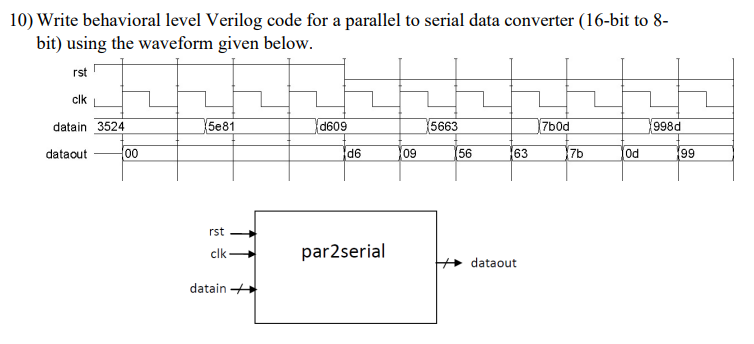 10) Write behavioral level Verilog code for a parallel to serial data converter (16-bit to 8-
bit) using the waveform given below.
rst
clk
datain 3524 5e81 d609 5663 7b0d 998d
dataout 00 d6 09 56 63 7b 0d 99
rst
clk
par2serial
dataout
datain